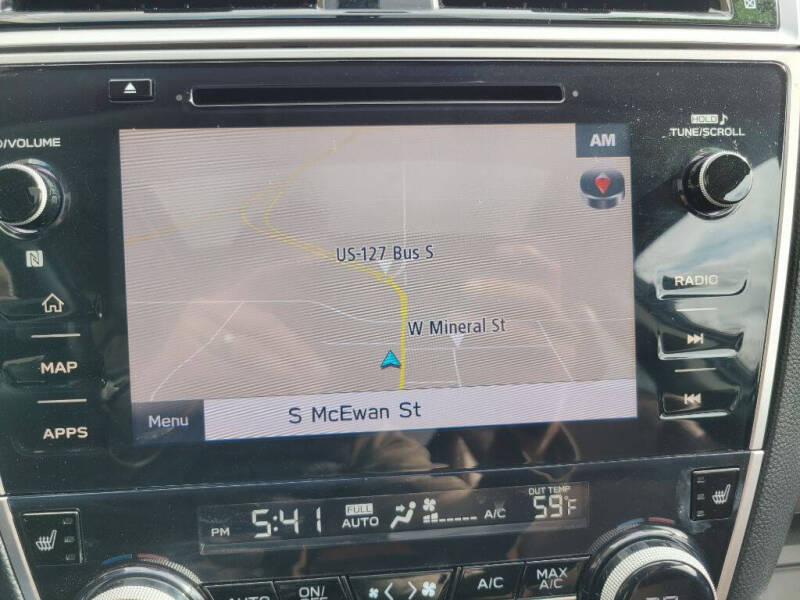 /VOLUME
HOLD
TUNE/SCROLL
AM
US-127 Bus S
W Mineral St
RADIO
MAP
APPS
Menu
S McEwan St
PM 5:41
FULL AUTO
A/C
OUT TEMP
59°F
AUTO
ON/
A/C
MAX
A/C